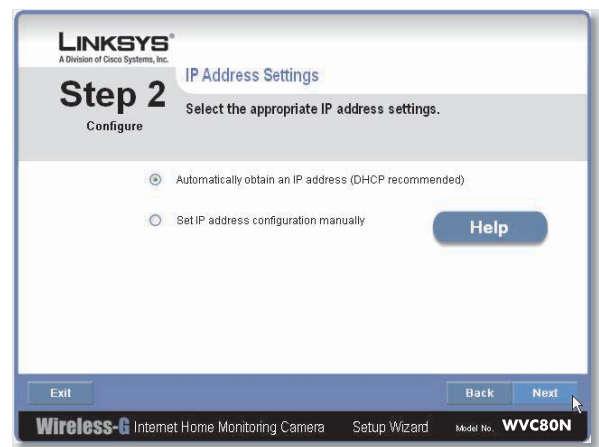 LINKSYS®
A Division of Cisco Systems, Inc.
Step 2
Configure
IP Address Settings
Select the appropriate IP address settings.
Automatically obtain an IP address (DHCP recommended)
Set IP address configuration manually
Help
Exit
Back
Next
Wireless-G Internet Home Monitoring Camera Setup Wizard Model No. WVC80N